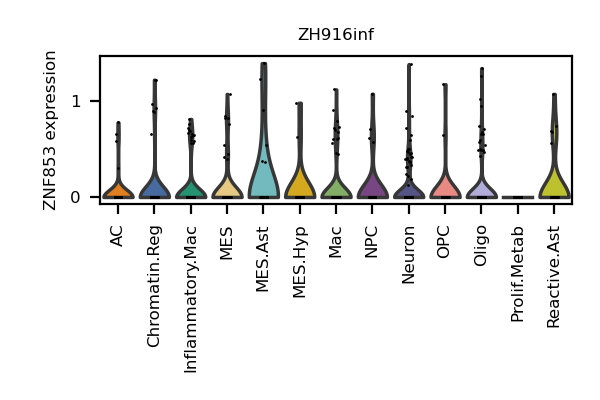 ZH916inf
ZNF853 expression
1
0
AC
Chromatin.Reg
Inflammatory.Mac
MES
MES.Ast
MES.Hyp
Mac
NPC
Neuron
OPC
Oligo
Prolif.Metab
Reactive.Ast